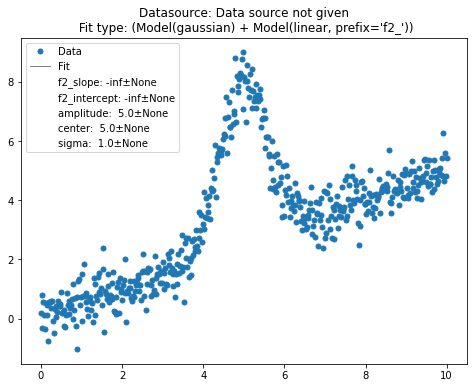 Datasource: Data source not given
Fit type: (Model(gaussian) + Model(linear, prefix='f2_'))
Data
Fit
f2_slope: -inf±None
f2_intercept: -inf±None
amplitude:  5.0±None
center:  5.0±None
sigma:  1.0±None
8
6
4
2
0
0 2 4 6 8 10